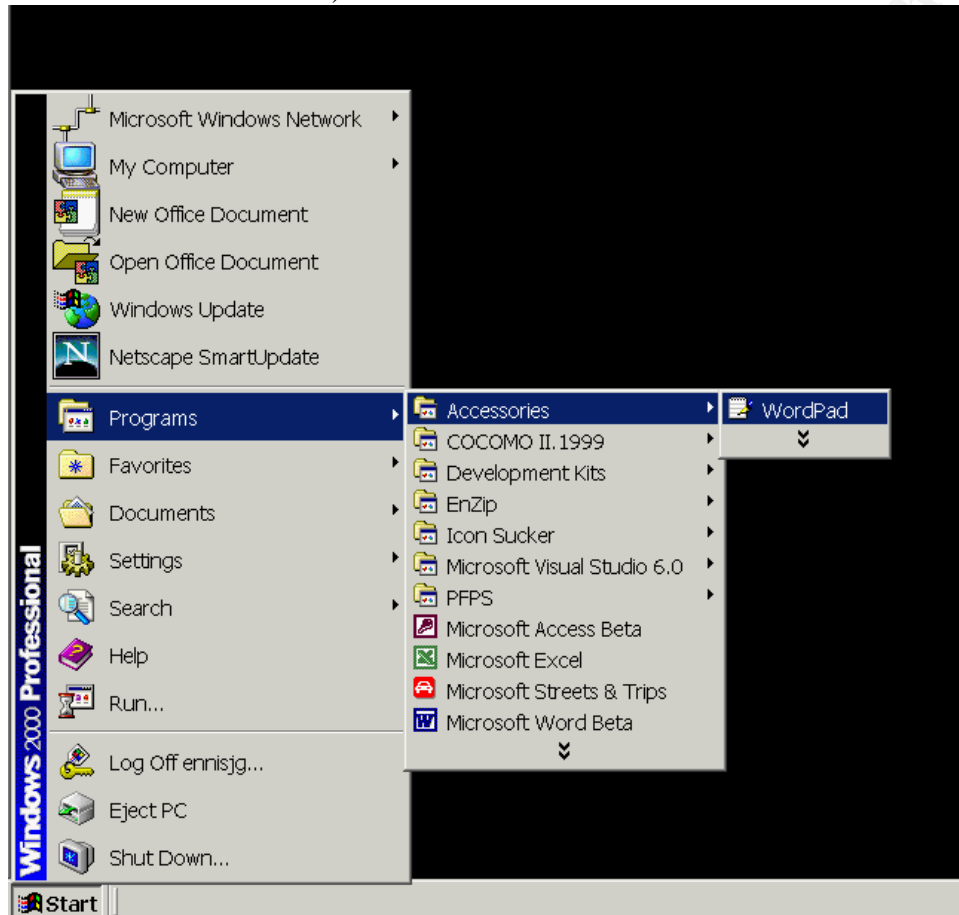 Microsoft Windows Network
My Computer
New Office Document
Open Office Document
Windows Update
Netscape SmartUpdate
Programs
Favorites
Documents
Settings
Search
Help
Run...
Log Off ennisjg...
Eject PC
Shut Down...
Windows 2000 Professional
Accessories
COCOMO II.1999
Development Kits
EnZip
Icon Sucker
Microsoft Visual Studio 6.0
PFPS
Microsoft Access Beta
Microsoft Excel
Microsoft Streets & Trips
Microsoft Word Beta
WordPad
Start